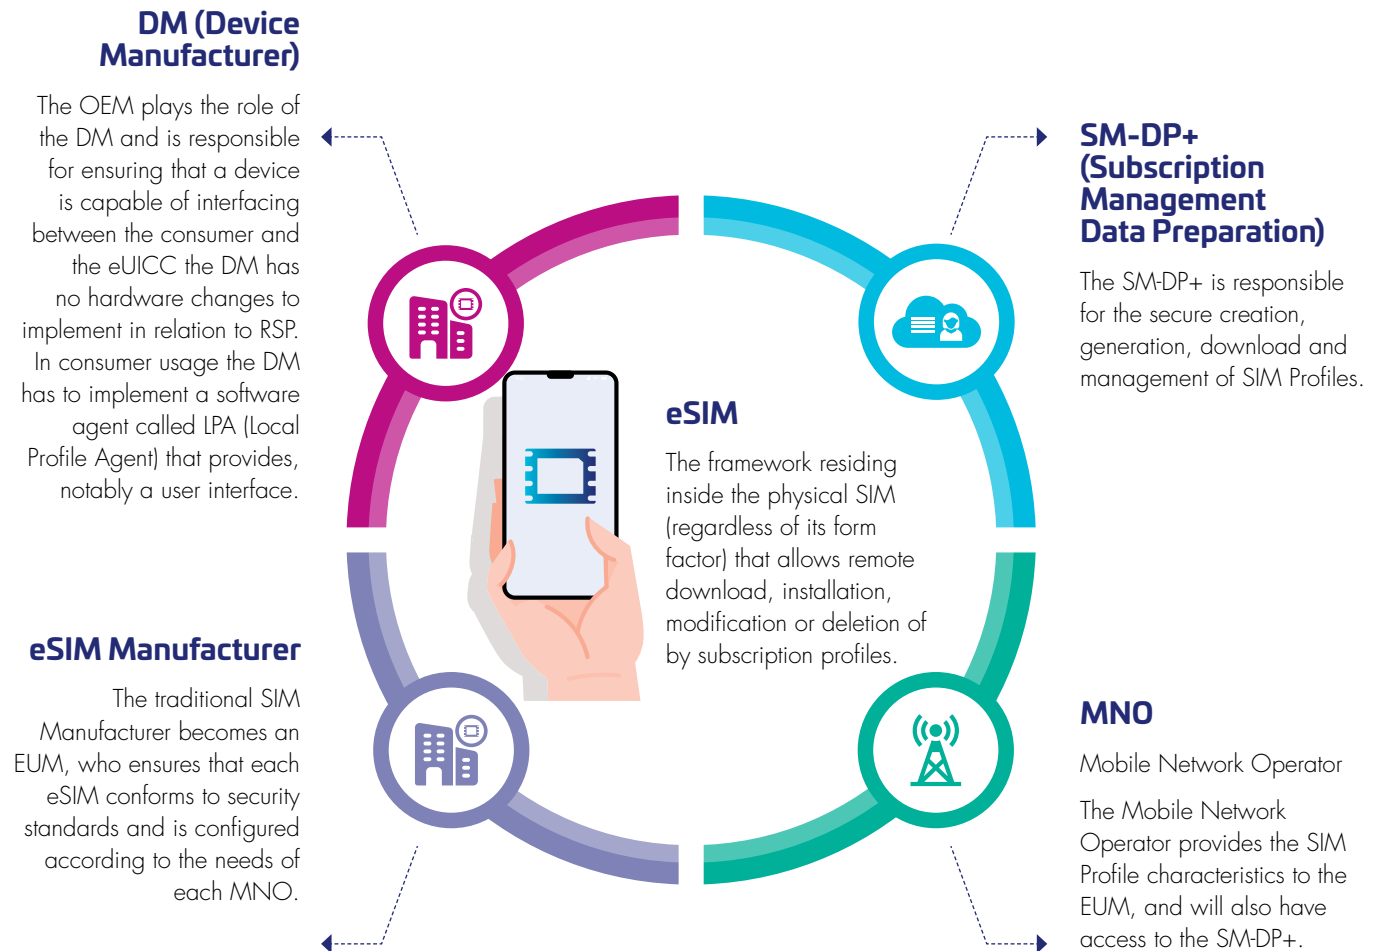 DM (Device
Manufacturer)
The OEM plays the role of
the DM and is responsible
for ensuring that a device
is capable of interfacing
between the consumer and
the eUICC the DM has
no hardware changes to
implement in relation to RSP.
In consumer usage the DM
has to implement a software
agent called LPA (Local
Profile Agent) that provides,
notably a user interface.
SM-DP+
(Subscription
Management
Data Preparation)
The SM-DP+ is responsible
for the secure creation,
generation, download and
management of SIM Profiles.
eSIM
The framework residing
inside the physical SIM
(regardless of its form
factor) that allows remote
download, installation,
modification or deletion of
by subscription profiles.
eSIM Manufacturer
The traditional SIM
Manufacturer becomes an
EUM, who ensures that each
eSIM conforms to security
standards and is configured
according to the needs of
each MNO.
MNO
Mobile Network Operator
The Mobile Network
Operator provides the SIM
Profile characteristics to the
EUM, and will also have
access to the SM-DP+.